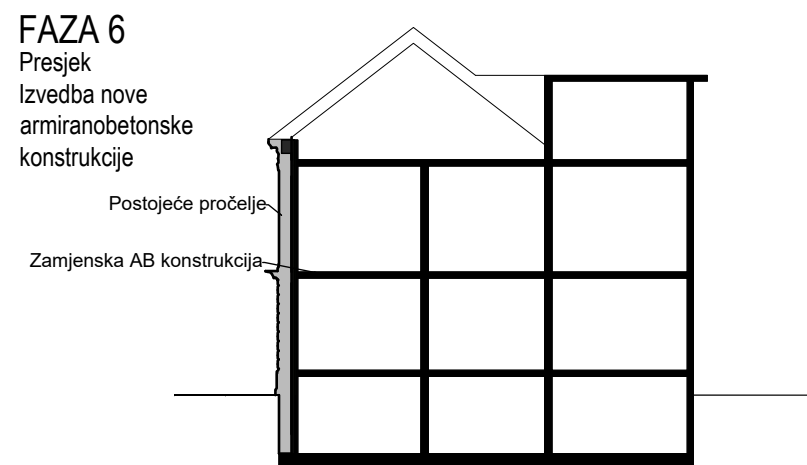 FAZA 6
Presjek
Izvedba nove
armiranobetonske
konstrukcije
Postojeće pročelje
Zamjenska AB konstrukcija